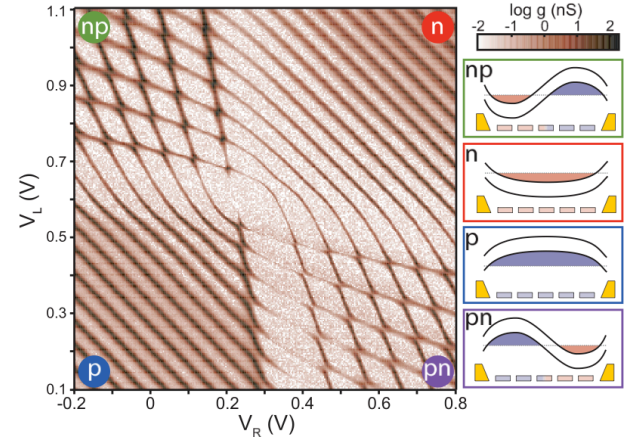 log g (nS)
-2 -1 0 1 2
1.1
0.9
0.7
0.5
0.3
0.1
V_L (V)
np
n
p
pn
-0.2 0 0.2 0.4 0.6 0.8
V_R (V)
np
n
p
pn